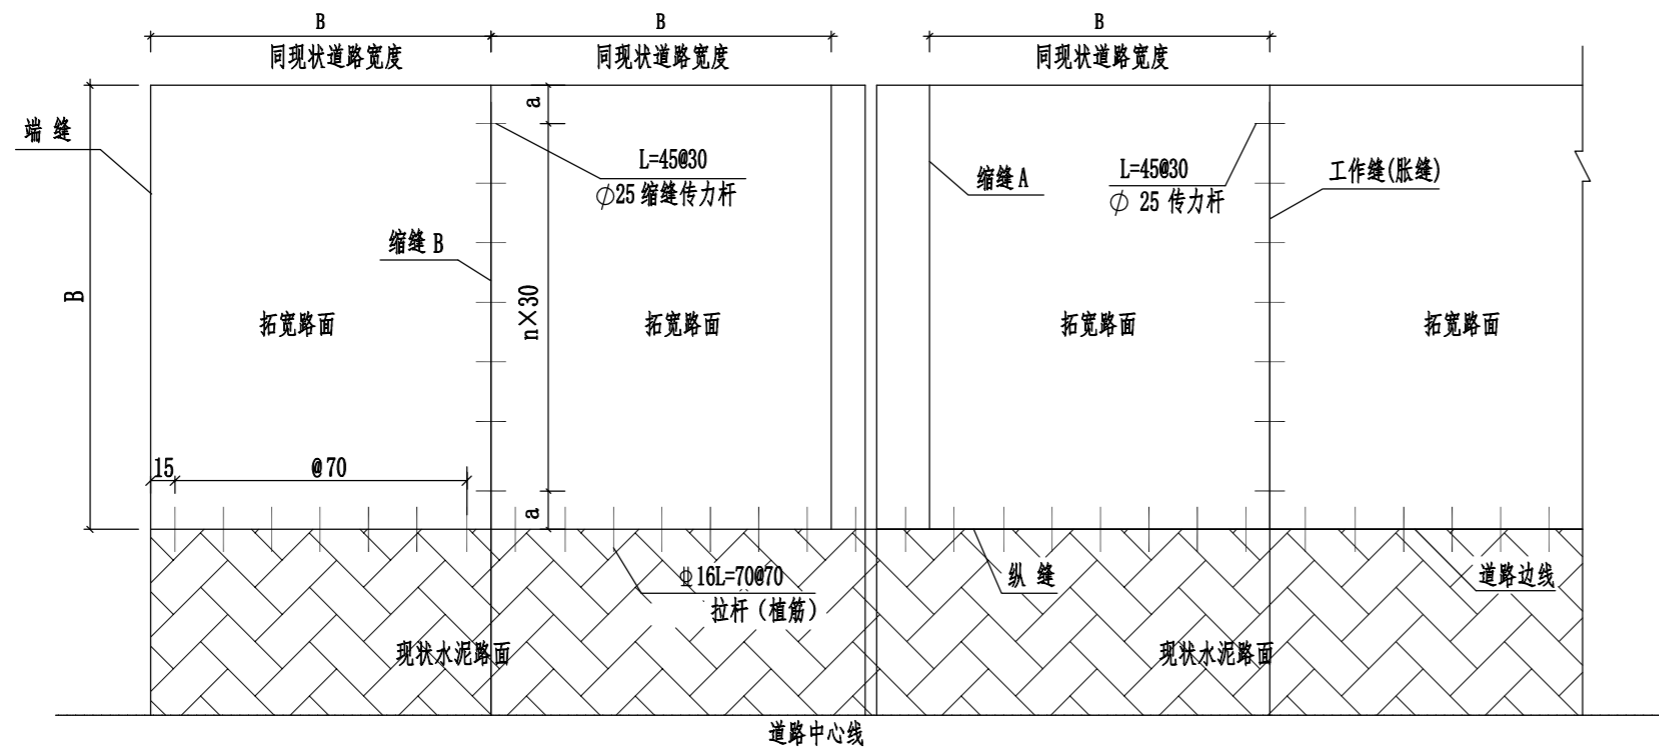 B
B
B
同现状道路宽度
同现状道路宽度
同现状道路宽度
a
端 缝
L=45@30
∅25 缩缝传力杆
缩缝 A
L=45@30
∅ 25 传力杆
工作缝(胀缝)
缩缝 B
B
n×30
拓宽路面
拓宽路面
拓宽路面
拓宽路面
15
@70
a
Φ16L=70@70
拉杆（植筋）
纵 缝
道路边线
现状水泥路面
现状水泥路面
道路中心线